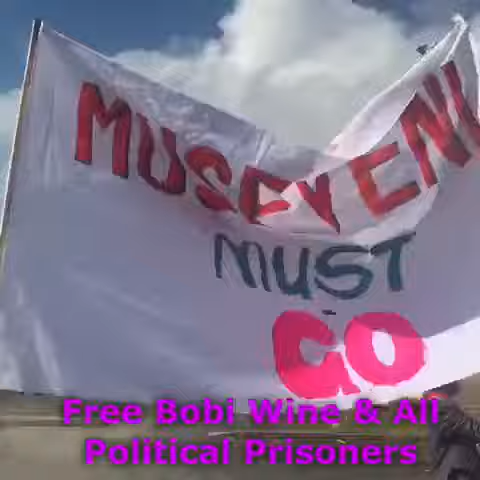 MUSEVENI
MUST
GO
Free Bobi Wine & All
Political Prisoners